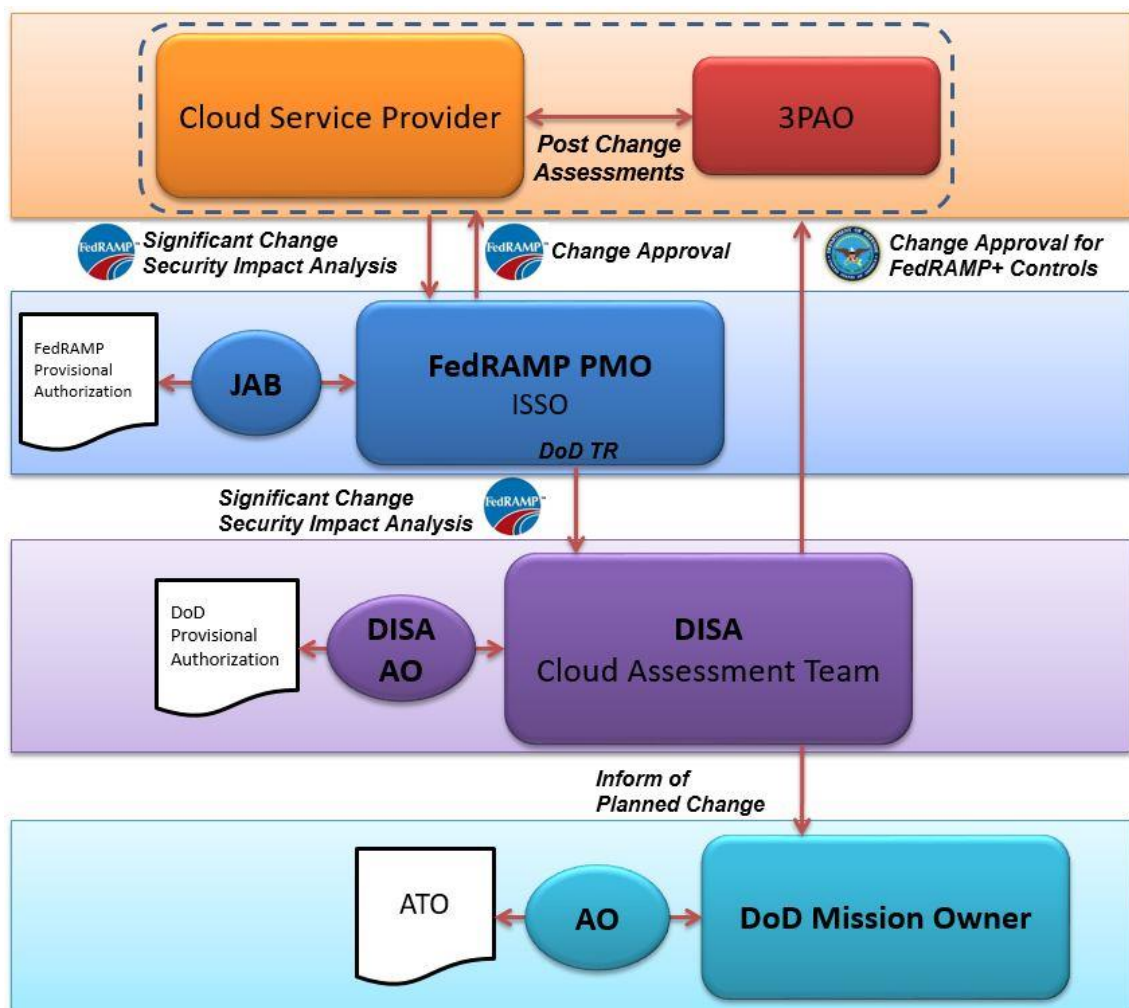 Cloud Service Provider
3PAO
Post Change
Assessments
FedRAMP
Significant Change
Security Impact Analysis
FedRAMP
Change Approval
Change Approval for
FedRAMP+ Controls
FedRAMP
Provisional
Authorization
JAB
FedRAMP PMO
ISSO
DoD TR
Significant Change
Security Impact Analysis
FedRAMP
DoD
Provisional
Authorization
DISA
AO
DISA
Cloud Assessment Team
Inform of
Planned Change
ATO
AO
DoD Mission Owner